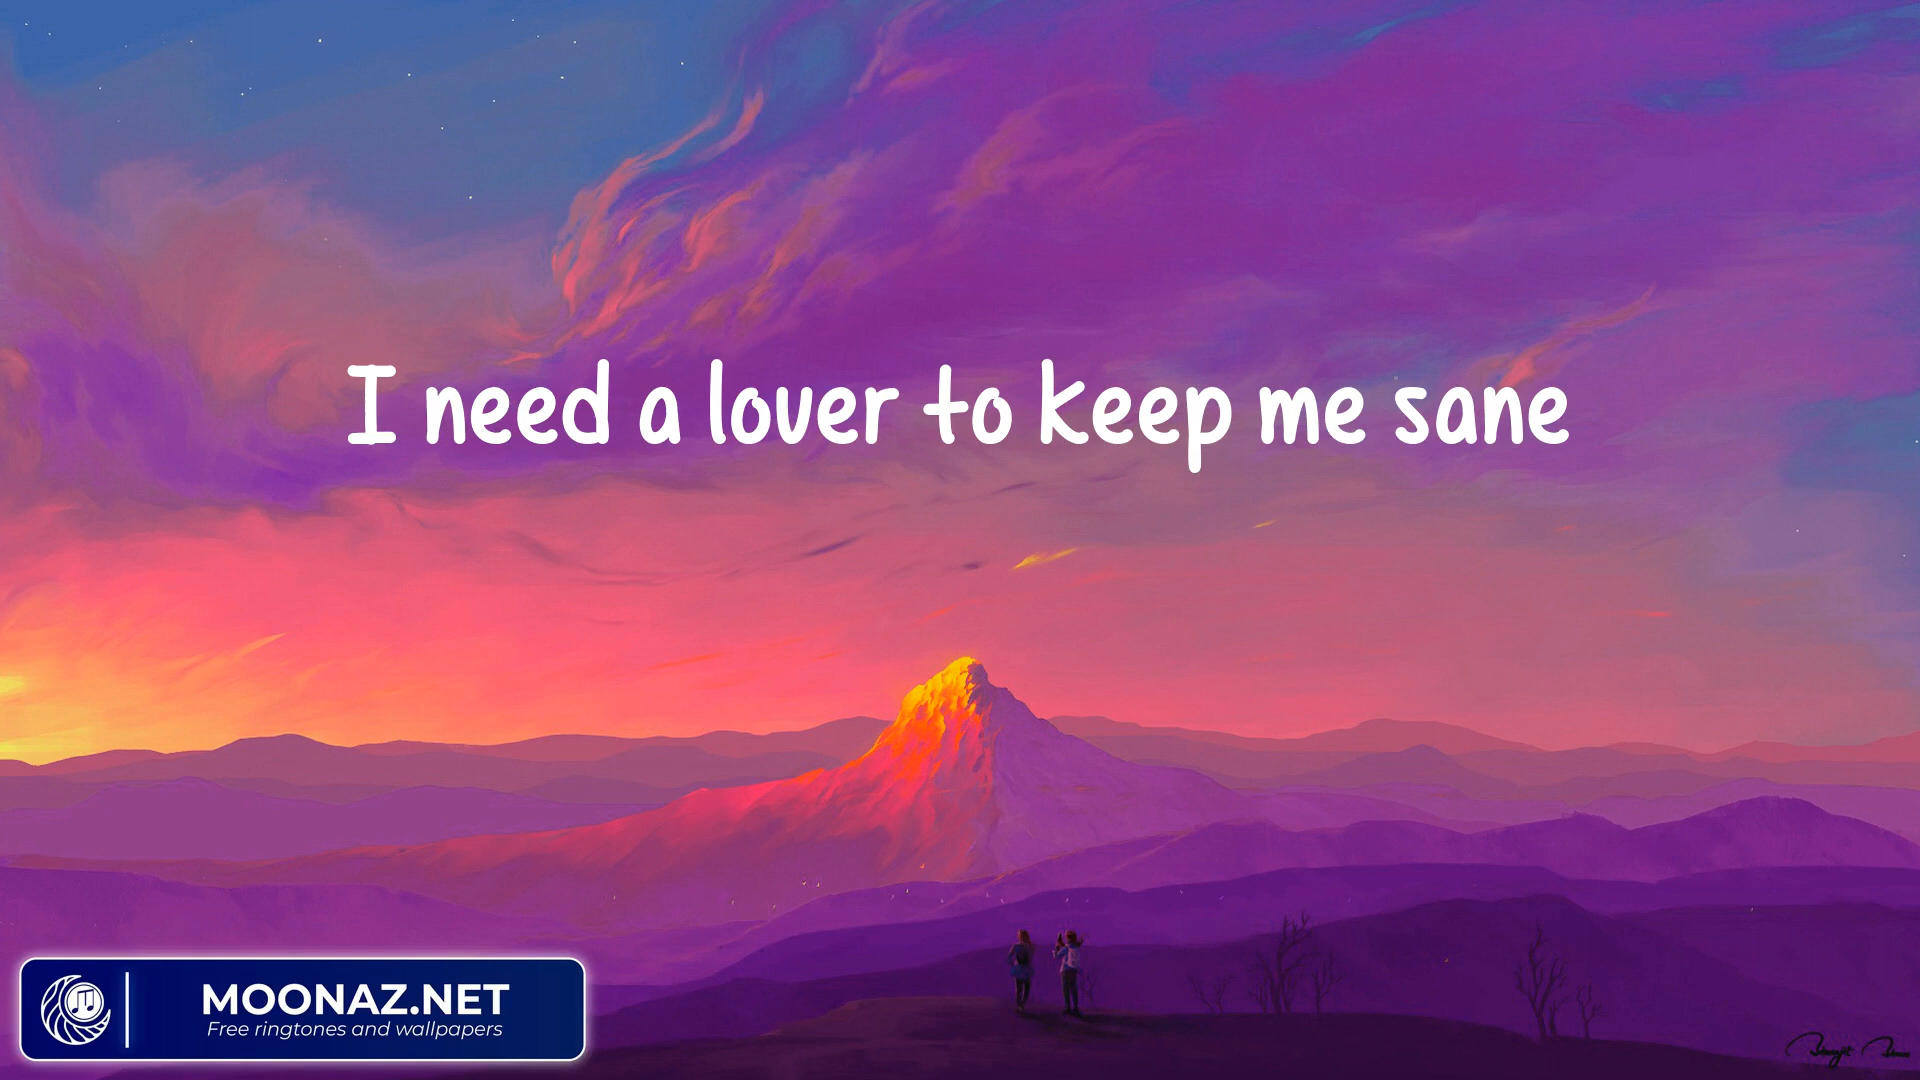 I need a lover to keep me sane
MOONAZ.NET
Free ringtones and wallpapers